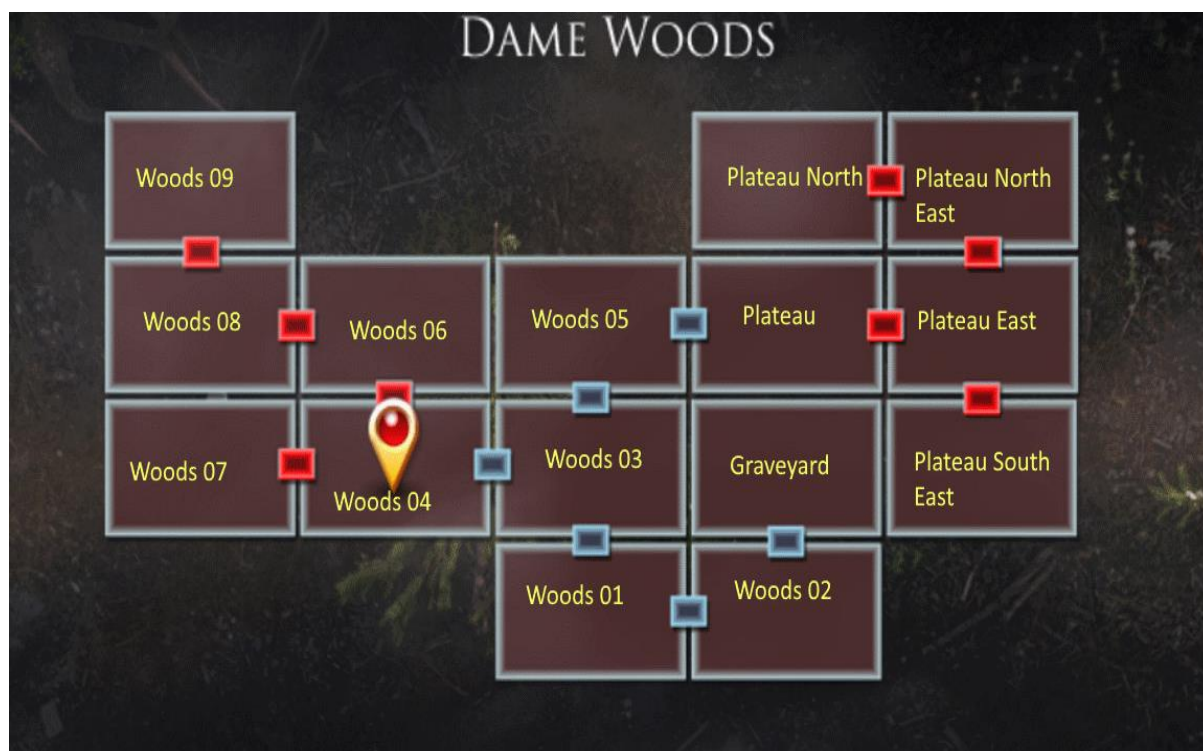 DAME WOODS
Woods 09
Plateau North
Plateau North
East
Woods 08
Woods 06
Woods 05
Plateau
Plateau East
Woods 07
Woods 04
Woods 03
Graveyard
Plateau South
East
Woods 01
Woods 02